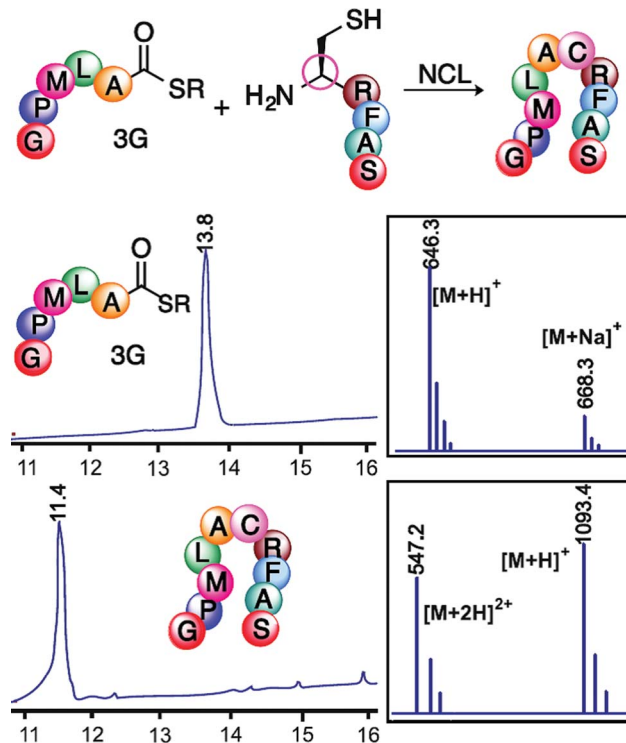 O
SR
G P M L A
3G
+
SH
H2N
R F A S
NCL
G P M L A C R F A S
13.8
O
SR
G P M L A
3G
11 12 13 14 15 16
646.3
[M+H]+
[M+Na]+
668.3
11.4
G P M L A C R F A S
11 12 13 14 15 16
547.2
[M+2H]2+
[M+H]+
1093.4